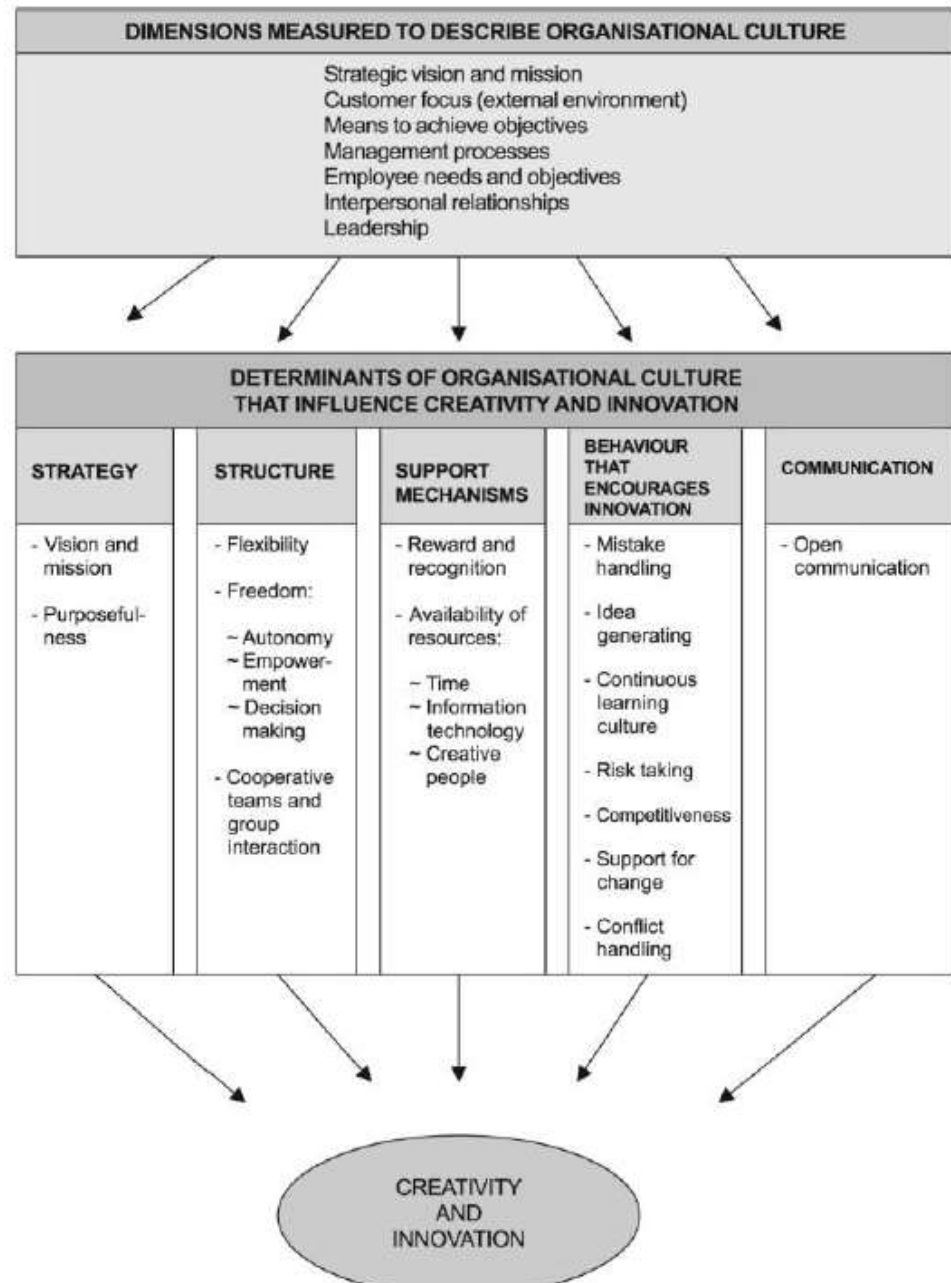 DIMENSIONS MEASURED TO DESCRIBE ORGANISATIONAL CULTURE
Strategic vision and mission
Customer focus (external environment)
Means to achieve objectives
Management processes
Employee needs and objectives
Interpersonal relationships
Leadership
DETERMINANTS OF ORGANISATIONAL CULTURE
THAT INFLUENCE CREATIVITY AND INNOVATION
STRATEGY
- Vision and
mission
- Purposeful-
ness
STRUCTURE
- Flexibility
- Freedom:
~ Autonomy
~ Empower-
ment
~ Decision
making
- Cooperative
teams and
group
interaction
SUPPORT
MECHANISMS
- Reward and
recognition
- Availability of
resources:
~ Time
~ Information
technology
~ Creative
people
BEHAVIOUR
THAT
ENCOURAGES
INNOVATION
- Mistake
handling
- Idea
generating
- Continuous
learning
culture
- Risk taking
- Competitiveness
- Support for
change
- Conflict
handling
COMMUNICATION
- Open
communication
CREATIVITY
AND
INNOVATION